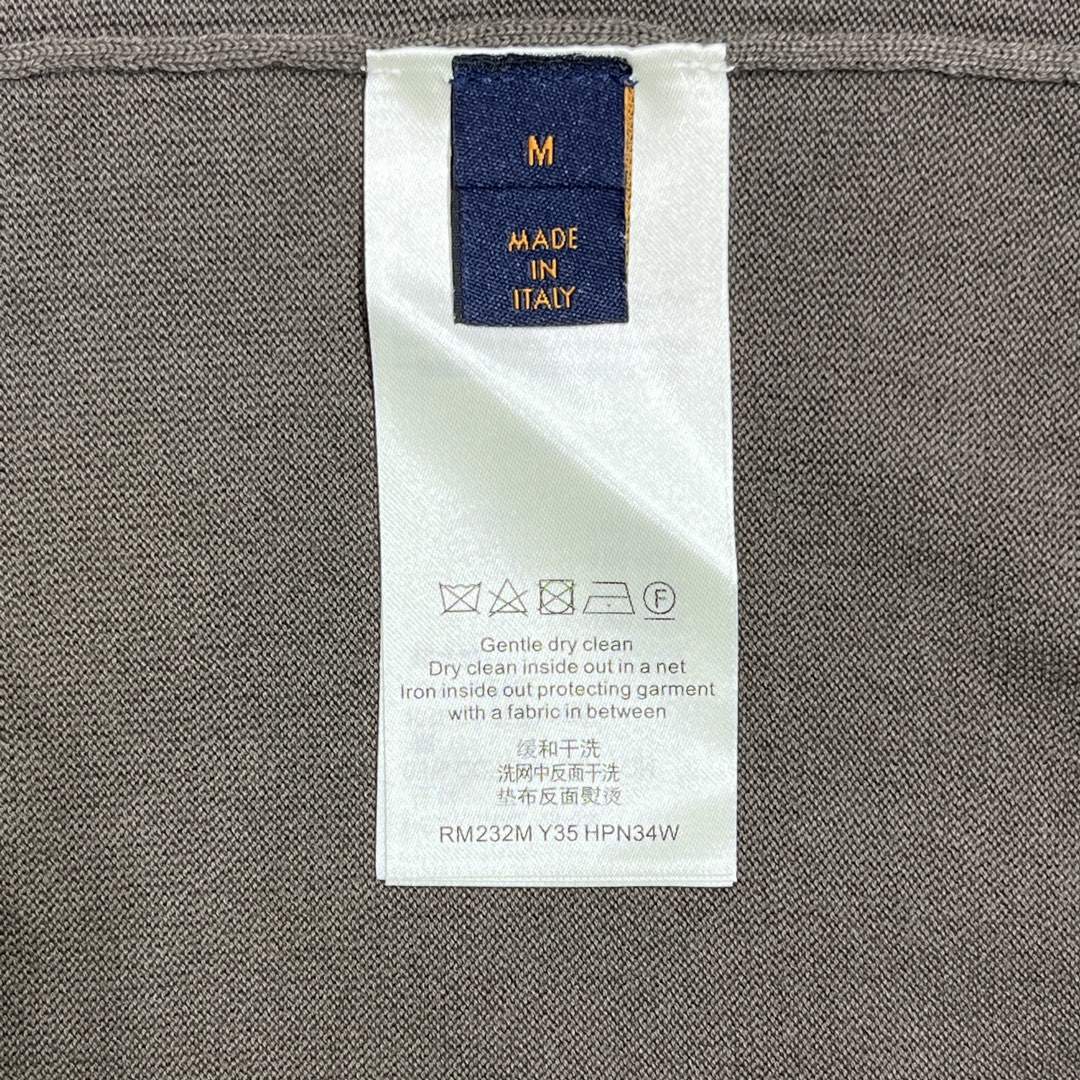 M
MADE
IN
ITALY
F
Gentle dry clean
Dry clean inside out in a net
Iron inside out protecting garment
with a fabric in between
缓和干洗
洗网中反面干洗
垫布反面熨烫
RM232M Y35 HPN34W